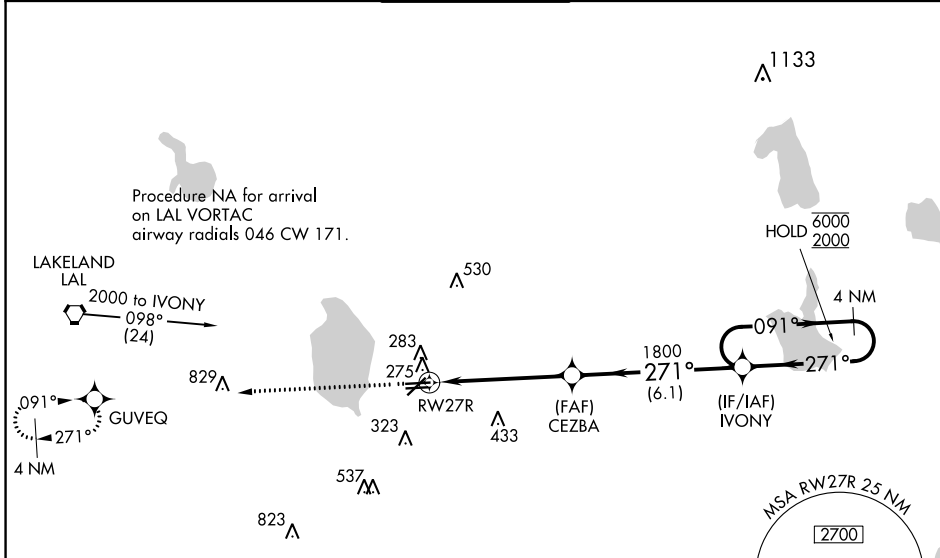 1133
Procedure NA for arrival
on LAL VORTAC
airway radials 046 CW 171.
HOLD 6000
2000
LAKELAND
LAL
2000 to IVONY
098°
(24)
530
4 NM
091°
271°
283
275
829
1800
271°
(6.1)
RW27R
(FAF)
CEZBA
(IF/IAF)
IVONY
091°
GUVEQ
271°
4 NM
323
433
537
823
MSA RW27R 25 NM
2700